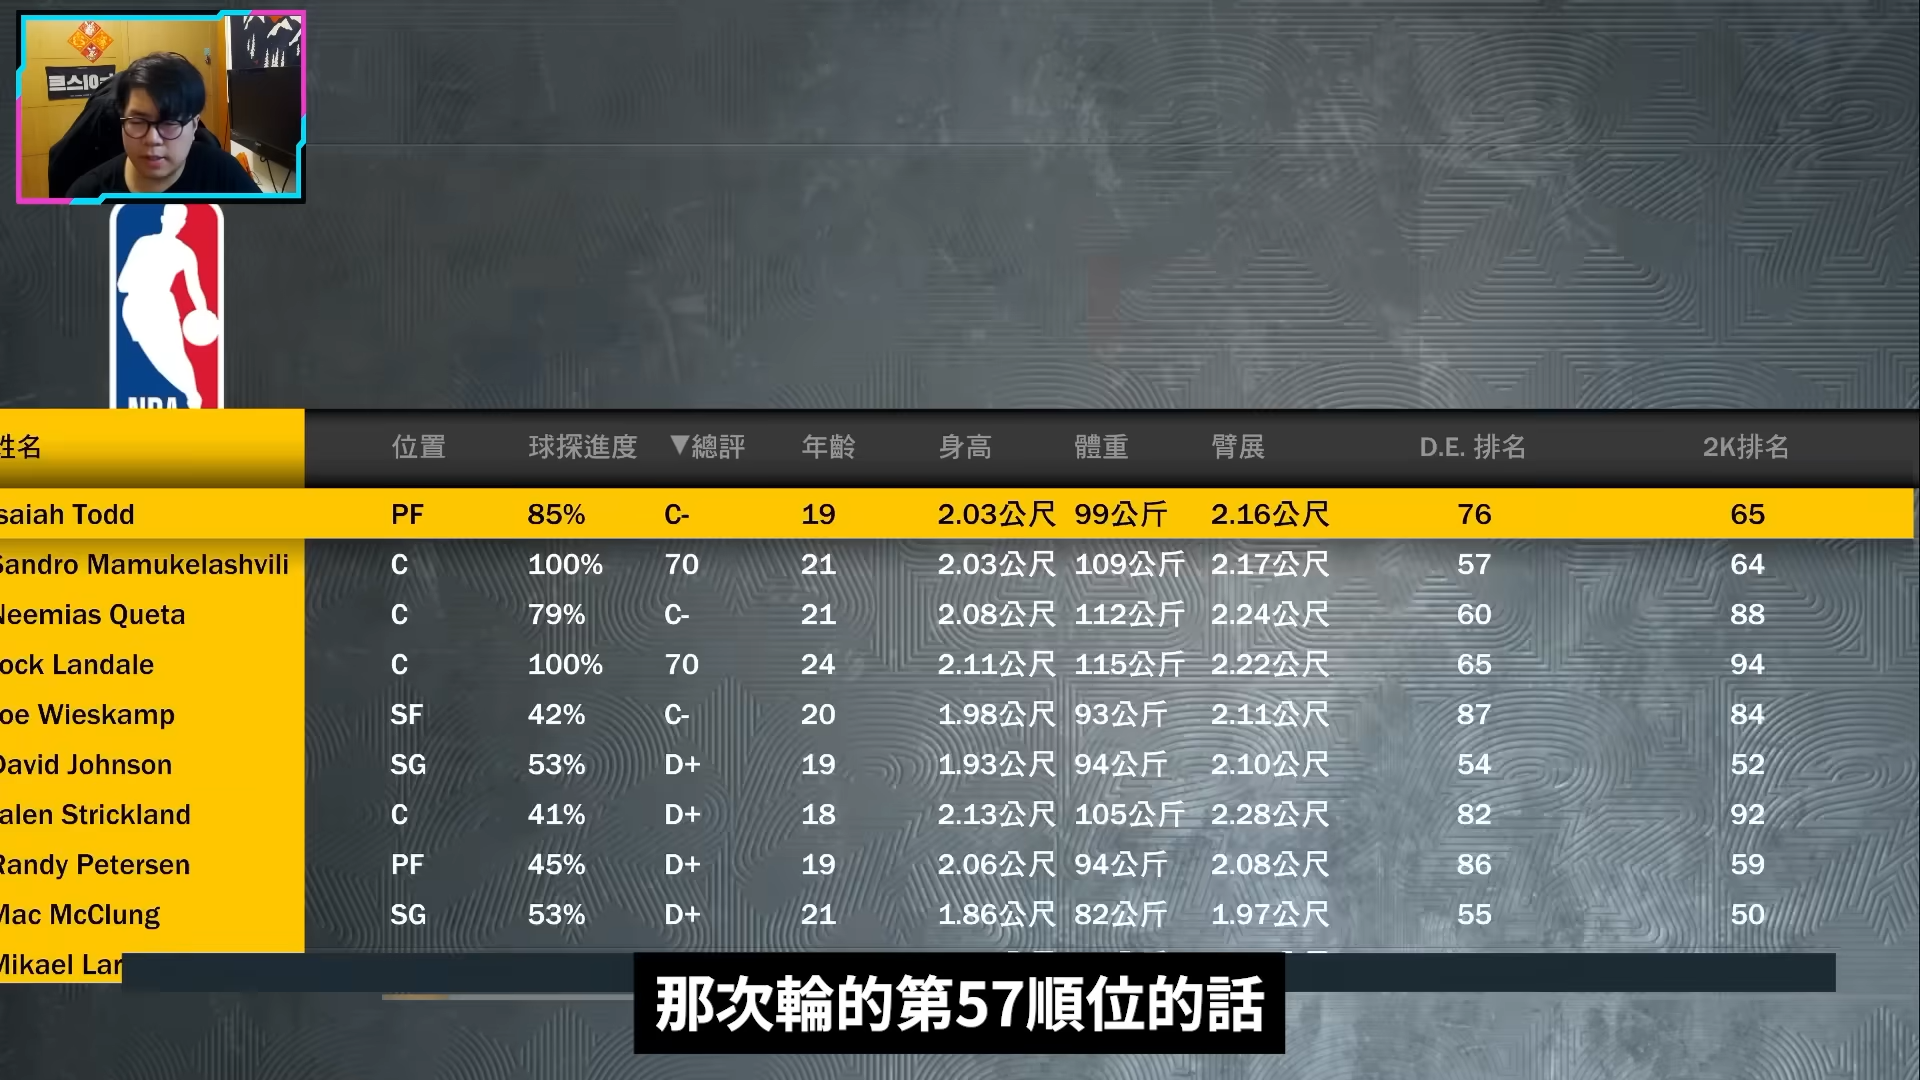 姓名 位置 球探進度 ▼總評 年齡 身高 體重 臂展 D.E. 排名 2K排名
saiah Todd PF 85% C- 19 2.03公尺 99公斤 2.16公尺 76 65
Sandro Mamukelashvili C 100% 70 21 2.03公尺 109公斤 2.17公尺 57 64
Neemias Queta C 79% C- 21 2.08公尺 112公斤 2.24公尺 60 88
ock Landale C 100% 70 24 2.11公尺 115公斤 2.22公尺 65 94
oe Wieskamp SF 42% C- 20 1.98公尺 93公斤 2.11公尺 87 84
David Johnson SG 53% D+ 19 1.93公尺 94公斤 2.10公尺 54 52
alen Strickland C 41% D+ 18 2.13公尺 105公斤 2.28公尺 82 92
Randy Petersen PF 45% D+ 19 2.06公尺 94公斤 2.08公尺 86 59
Mac McClung SG 53% D+ 21 1.86公尺 82公斤 1.97公尺 55 50
Mikael Lar
那次輪的第57順位的話